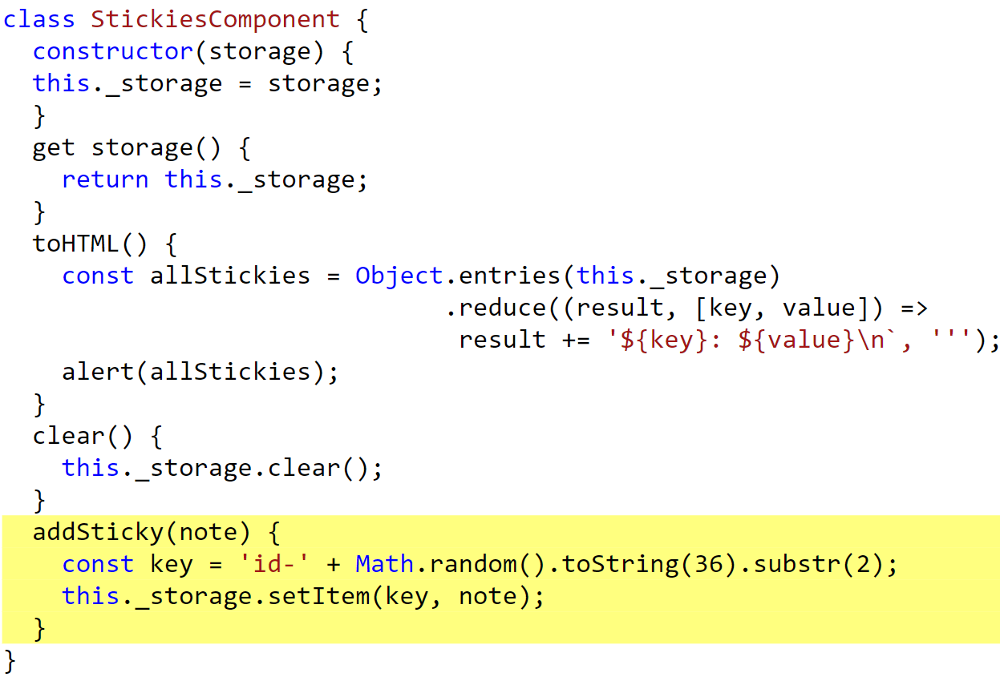 class StickiesComponent {
  constructor(storage) {
  this._storage = storage;
  }
  get storage() {
    return this._storage;
  }
  toHTML() {
    const allStickies = Object.entries(this._storage)
                              .reduce((result, [key, value]) =>
                               result += '${key}: ${value}\n`, ''');
    alert(allStickies);
  }
  clear() {
    this._storage.clear();
  }
  addSticky(note) {
    const key = 'id-' + Math.random().toString(36).substr(2);
    this._storage.setItem(key, note);
  }
}